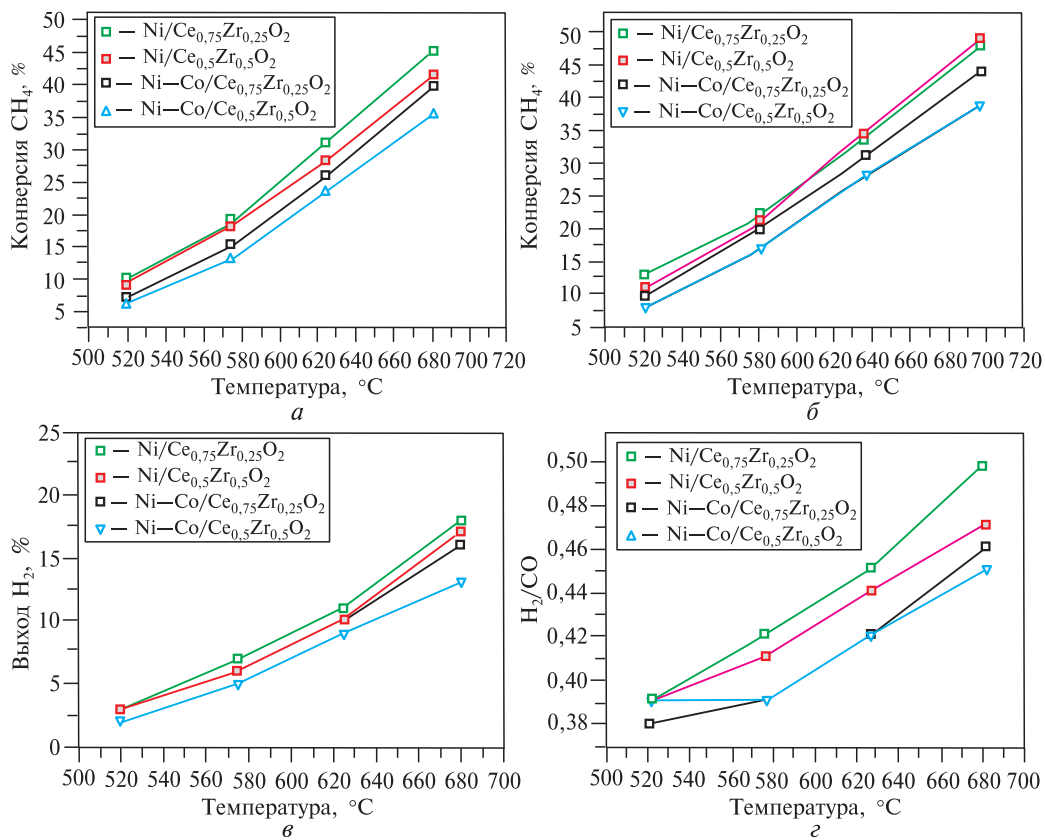 50
45
40
35
30
25
20
15
10
5
Конверсия CH₄, %
— Ni/Ce₀,₇₅Zr₀,₂₅O₂
— Ni/Ce₀,₅Zr₀,₅O₂
— Ni—Co/Ce₀,₇₅Zr₀,₂₅O₂
— Ni—Co/Ce₀,₅Zr₀,₅O₂
500 520 540 560 580 600 620 640 660 680 700 720
Температура, °C
а
50
45
40
35
30
25
20
15
10
5
Конверсия CH₄, %
— Ni/Ce₀,₇₅Zr₀,₂₅O₂
— Ni/Ce₀,₅Zr₀,₅O₂
— Ni—Co/Ce₀,₇₅Zr₀,₂₅O₂
— Ni—Co/Ce₀,₅Zr₀,₅O₂
500 520 540 560 580 600 620 640 660 680 700 720
Температура, °C
б
25
20
15
10
5
0
Выход H₂, %
— Ni/Ce₀,₇₅Zr₀,₂₅O₂
— Ni/Ce₀,₅Zr₀,₅O₂
— Ni—Co/Ce₀,₇₅Zr₀,₂₅O₂
— Ni—Co/Ce₀,₅Zr₀,₅O₂
500 520 540 560 580 600 620 640 660 680 700
Температура, °C
в
0,50
0,48
0,46
0,44
0,42
0,40
0,38
H₂/CO
— Ni/Ce₀,₇₅Zr₀,₂₅O₂
— Ni/Ce₀,₅Zr₀,₅O₂
— Ni—Co/Ce₀,₇₅Zr₀,₂₅O₂
— Ni—Co/Ce₀,₅Zr₀,₅O₂
500 520 540 560 580 600 620 640 660 680 700
Температура, °C
г